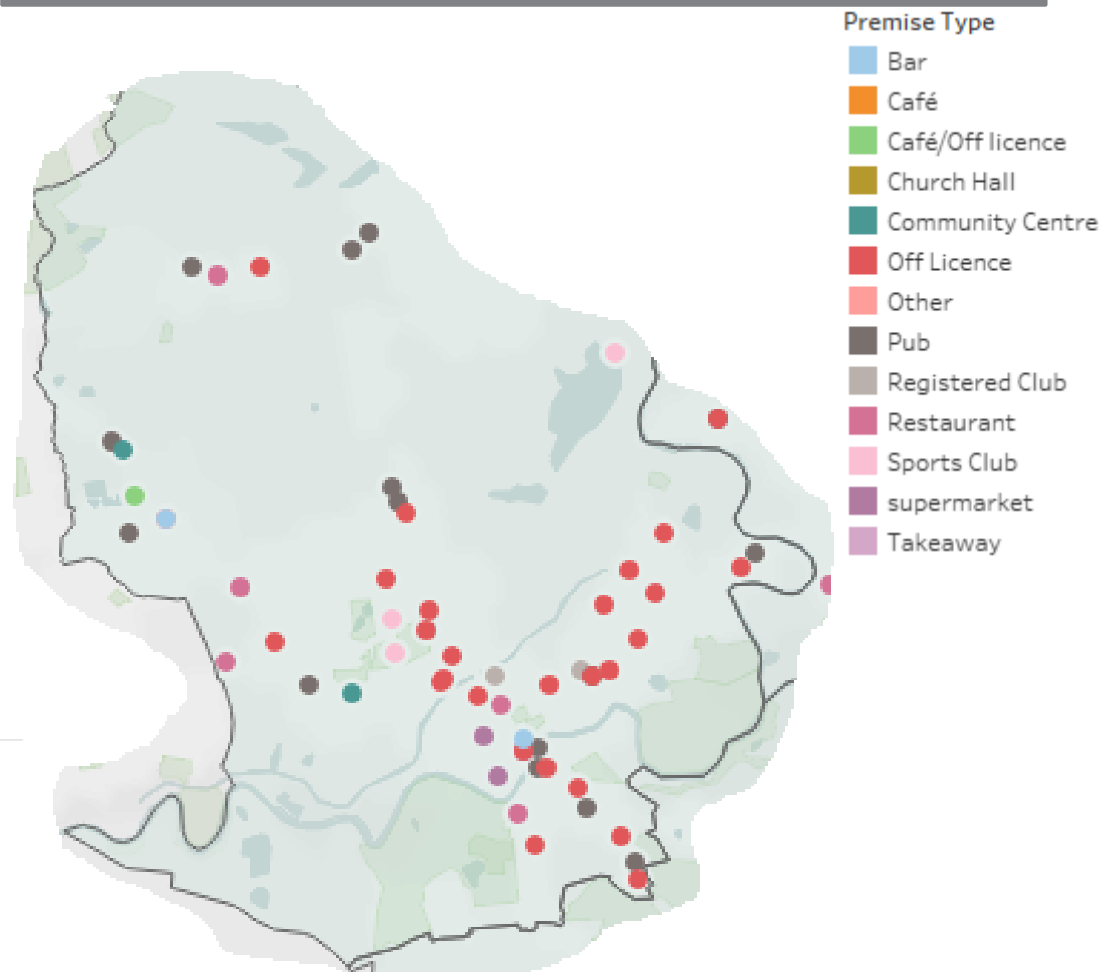 Premise Type
Bar
Café
Café/Off licence
Church Hall
Community Centre
Off Licence
Other
Pub
Registered Club
Restaurant
Sports Club
supermarket
Takeaway